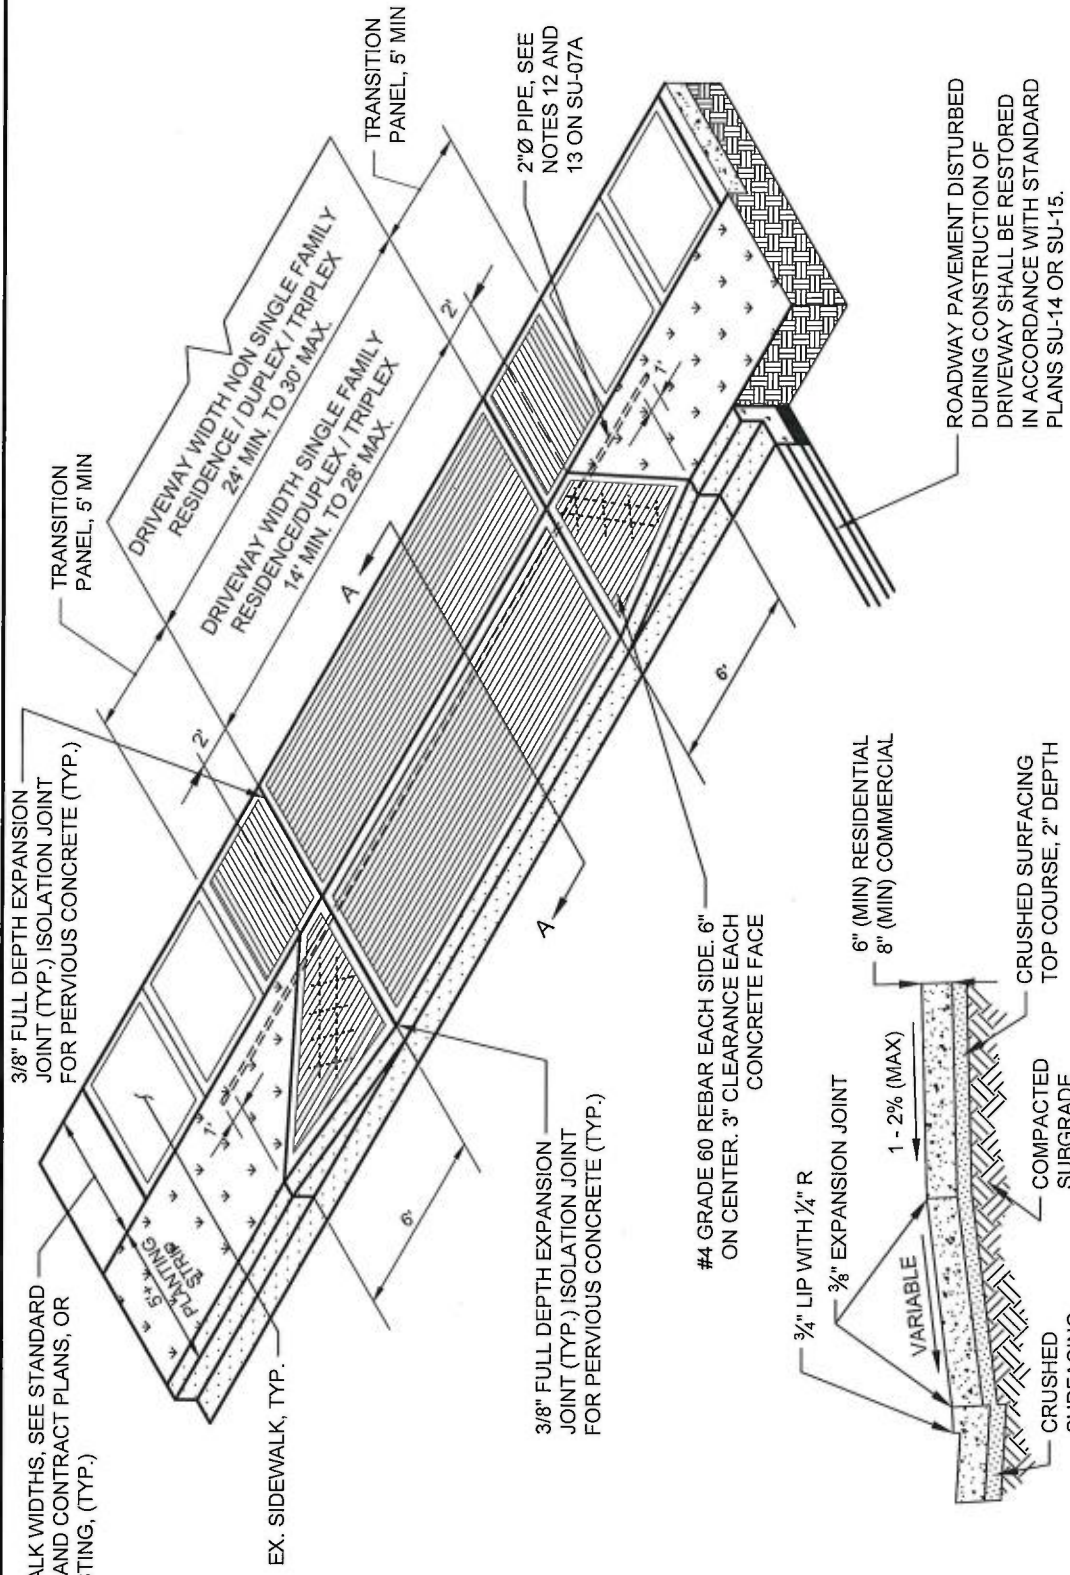 3/8" FULL DEPTH EXPANSION
JOINT (TYP.) ISOLATION JOINT
FOR PERVIOUS CONCRETE (TYP.)
TRANSITION
PANEL, 5' MIN
DRIVEWAY WIDTH NON SINGLE FAMILY
RESIDENCE / DUPLEX / TRIPLEX
24' MIN. TO 30' MAX.
DRIVEWAY WIDTH SINGLE FAMILY
RESIDENCE/DUPLEX / TRIPLEX
14' MIN. TO 28' MAX.
TRANSITION
PANEL, 5' MIN
2"Ø PIPE, SEE
NOTES 12 AND
13 ON SU-07A
2'
2'
A
A
1'
1'
6'
6'
WIDTHS, SEE STANDARD
AND CONTRACT PLANS, OR
(TYP.)
5'+
PLANTING
STRIP
EX. SIDEWALK, TYP.
3/8" FULL DEPTH EXPANSION
JOINT (TYP.) ISOLATION JOINT
FOR PERVIOUS CONCRETE (TYP.)
#4 GRADE 60 REBAR EACH SIDE. 6"
ON CENTER. 3" CLEARANCE EACH
CONCRETE FACE
ROADWAY PAVEMENT DISTURBED
DURING CONSTRUCTION OF
DRIVEWAY SHALL BE RESTORED
IN ACCORDANCE WITH STANDARD
PLANS SU-14 OR SU-15.
¾" LIP WITH ¼" R
⅜" EXPANSION JOINT
VARIABLE
1 - 2% (MAX)
6" (MIN) RESIDENTIAL
8" (MIN) COMMERCIAL
CRUSHED SURFACING
TOP COURSE, 2" DEPTH
COMPACTED
SUBGRADE
CRUSHED
SURFACING